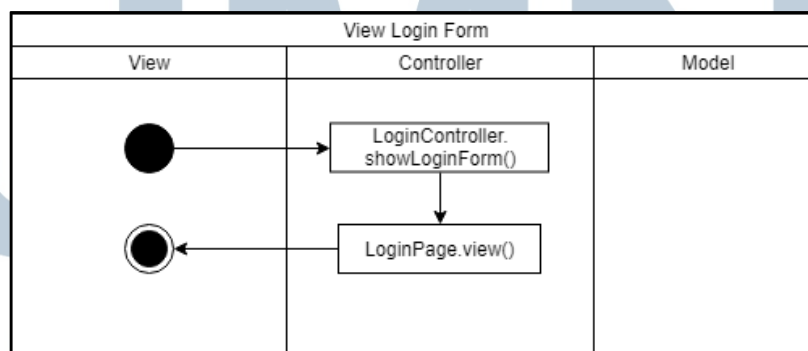 View Login Form
View
Controller
Model
LoginController.
showLoginForm()
LoginPage.view()